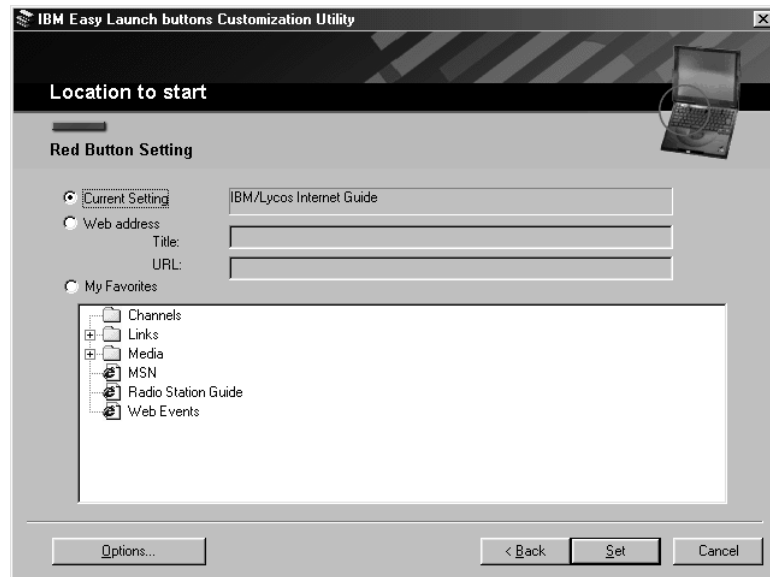 IBM Easy Launch buttons Customization Utility
Location to start
Red Button Setting
Current Setting
IBM/Lycos Internet Guide
Web address
Title:
URL:
My Favorites
Channels
Links
Media
MSN
Radio Station Guide
Web Events
Options...
< Back
Set
Cancel